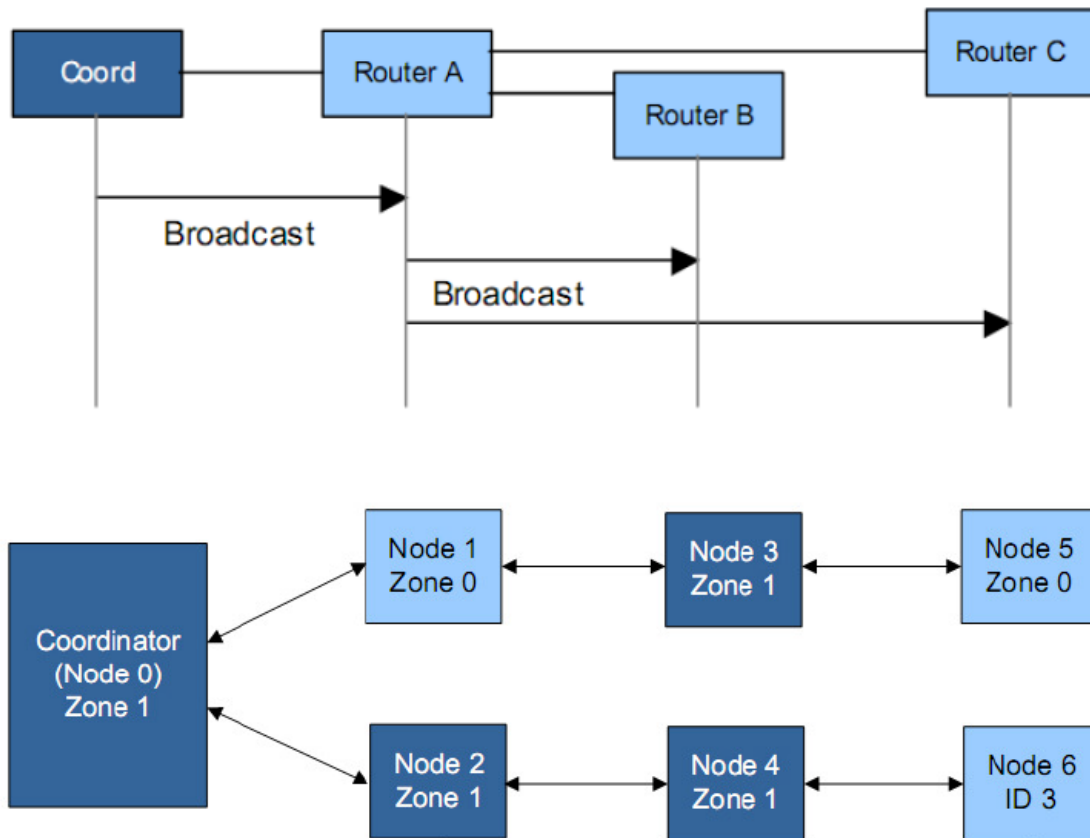 Coord
Router A
Router B
Router C
Broadcast
Broadcast
Coordinator
(Node 0)
Zone 1
Node 1
Zone 0
Node 3
Zone 1
Node 5
Zone 0
Node 2
Zone 1
Node 4
Zone 1
Node 6
ID 3